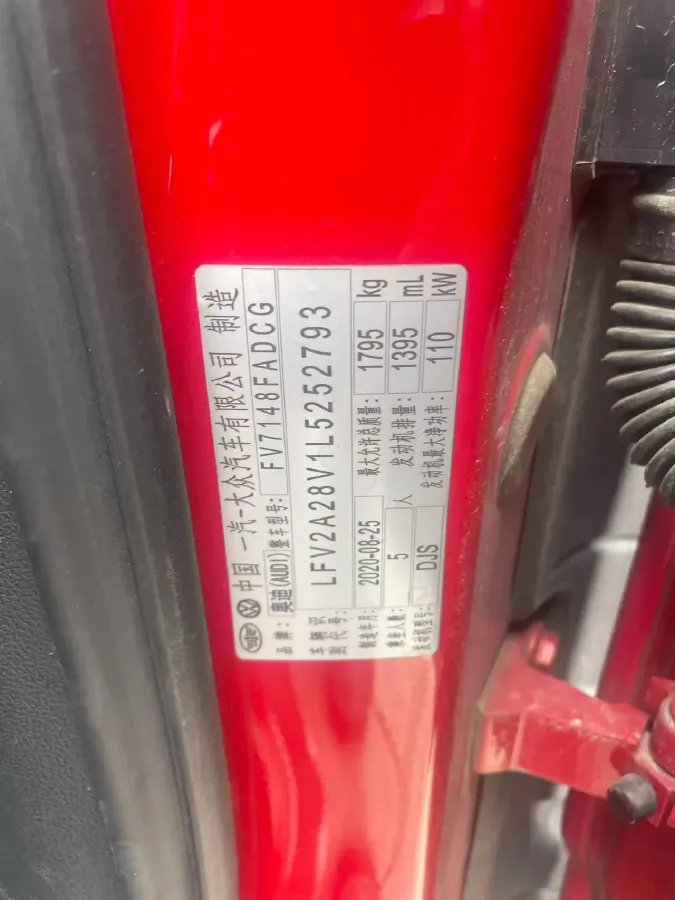 中国 一汽-大众汽车有限公司 制造
品牌: 奥迪(AUDI) 整车型号: FV7148FADCG
车辆识别代号: LFV2A28V1L5252793
制造年月: 2020-08-25 最大允许总质量: 1795 kg
乘坐人数: 5 人 发动机排量: 1395 mL
发动机型号: DJS 发动机最大净功率: 110 kW